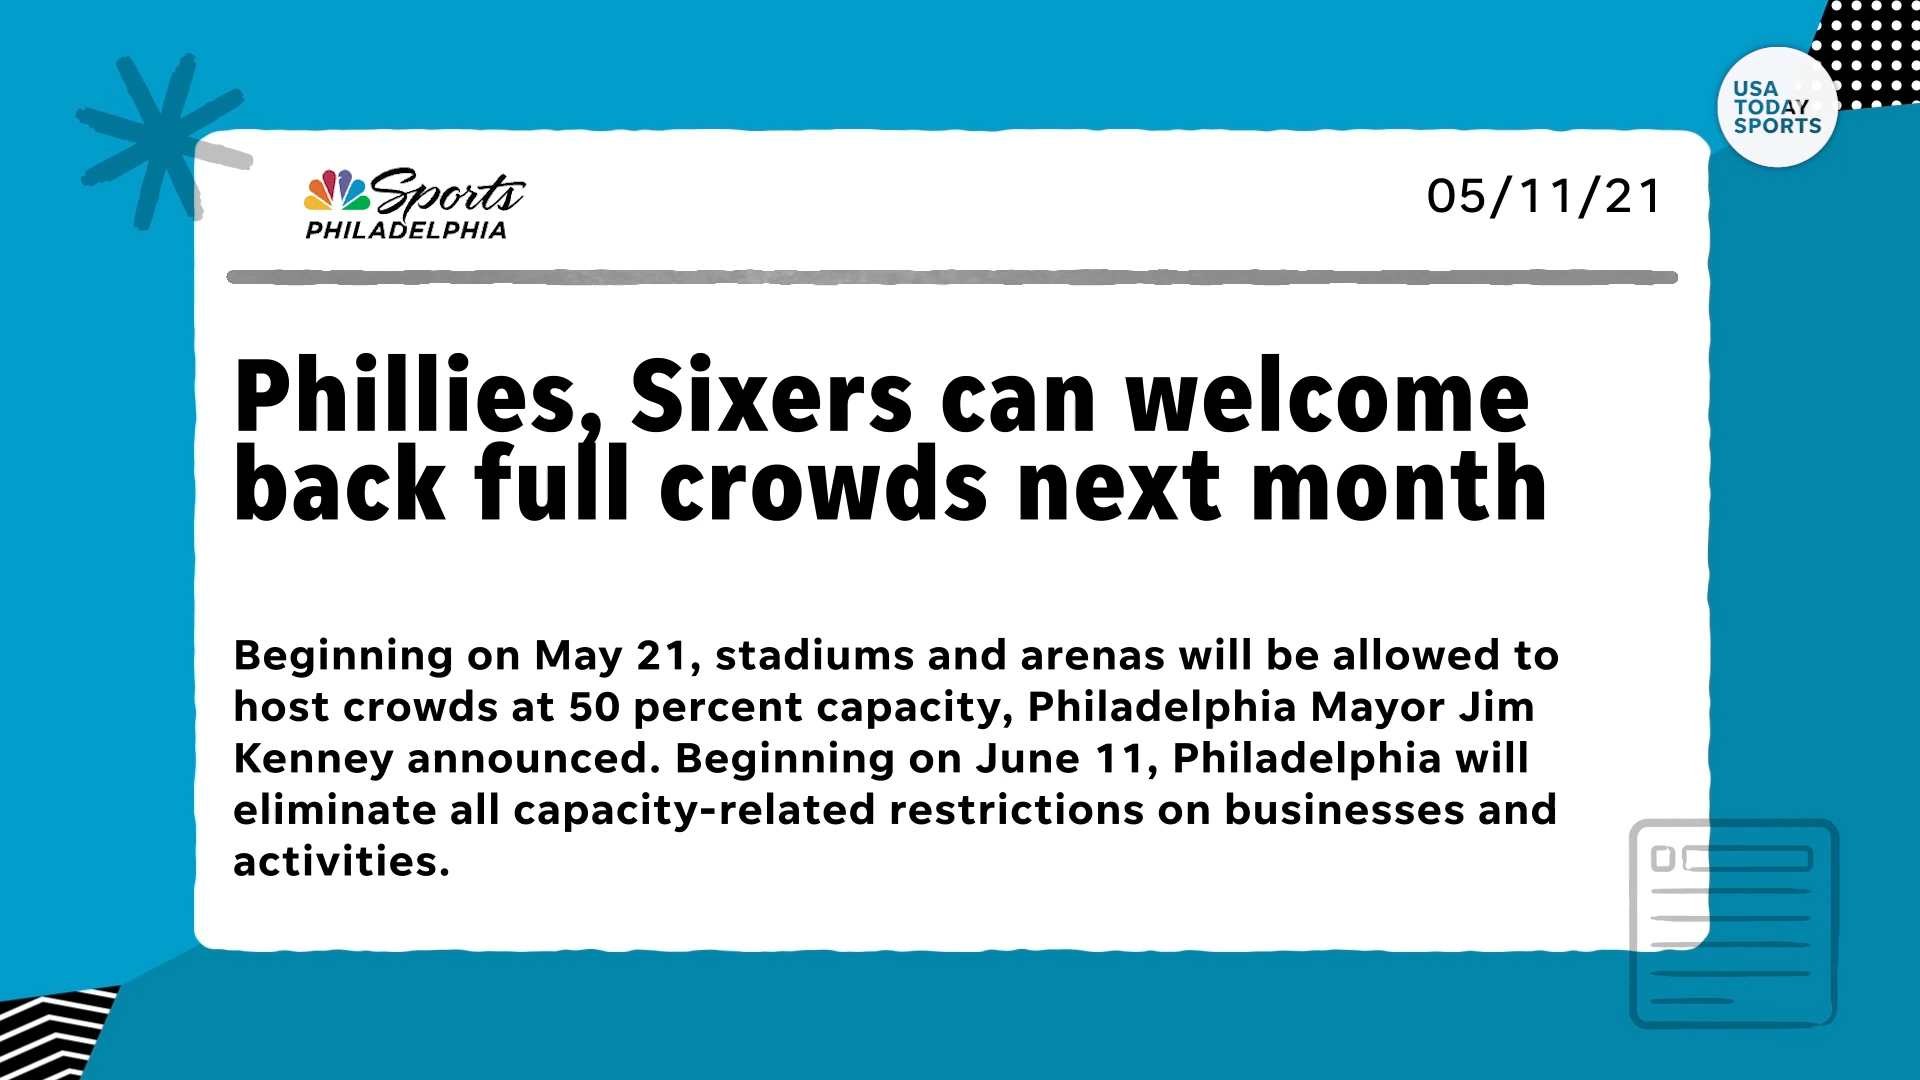 USA
TODAY
SPORTS
Sports
PHILADELPHIA
05/11/21
Phillies, Sixers can welcome
back full crowds next month
Beginning on May 21, stadiums and arenas will be allowed to
host crowds at 50 percent capacity, Philadelphia Mayor Jim
Kenney announced. Beginning on June 11, Philadelphia will
eliminate all capacity-related restrictions on businesses and
activities.